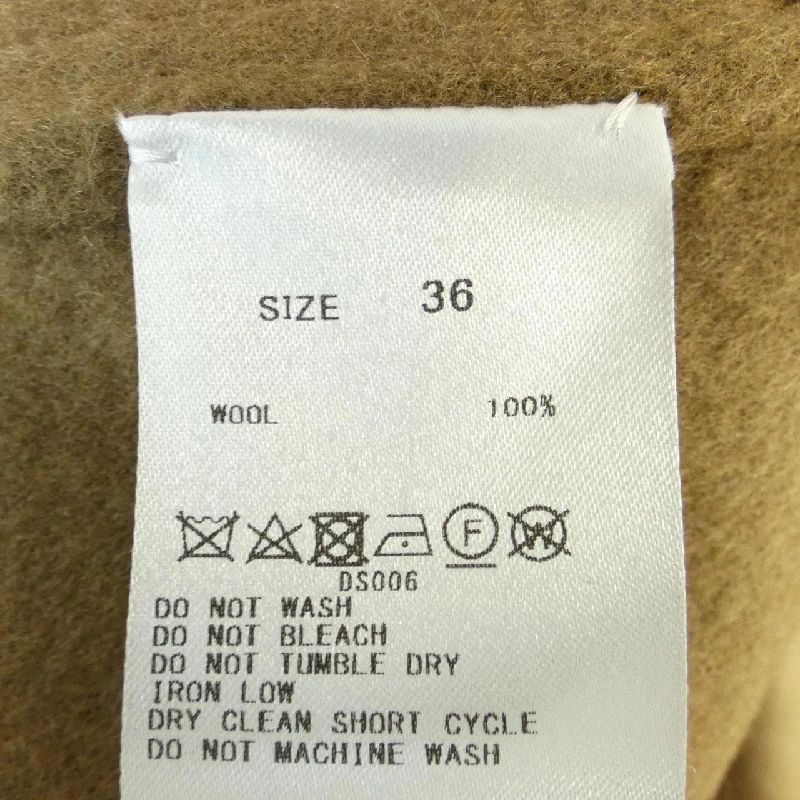 SIZE 36
WOOL 100%
F W
DS006
DO NOT WASH
DO NOT BLEACH
DO NOT TUMBLE DRY
IRON LOW
DRY CLEAN SHORT CYCLE
DO NOT MACHINE WASH